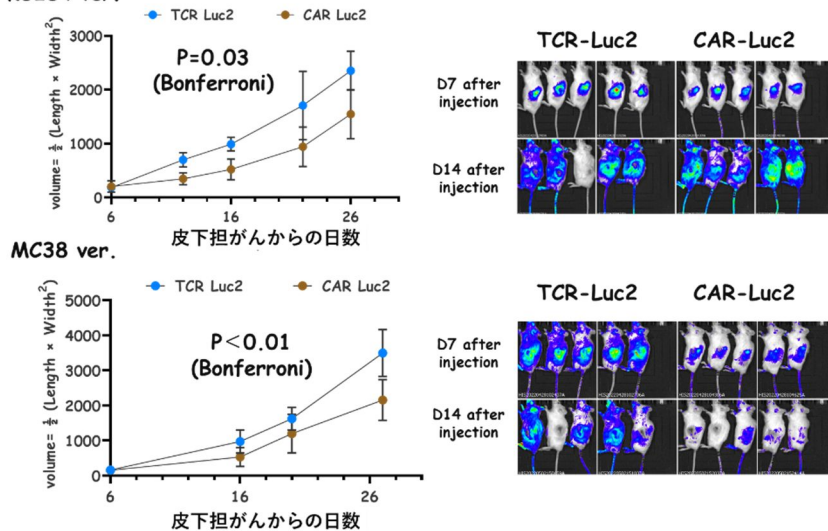 TCR Luc2 CAR Luc2
P=0.03
(Bonferroni)
volume= ½ (Length × Width²)
3000
2000
1000
0
6 16 26
皮下担がんからの日数
TCR-Luc2 CAR-Luc2
D7 after
injection
D14 after
injection
MC38 ver.
TCR Luc2 CAR Luc2
P<0.01
(Bonferroni)
volume= ½ (Length × Width²)
5000
4000
3000
2000
1000
0
6 16 26
皮下担がんからの日数
TCR-Luc2 CAR-Luc2
D7 after
injection
D14 after
injection